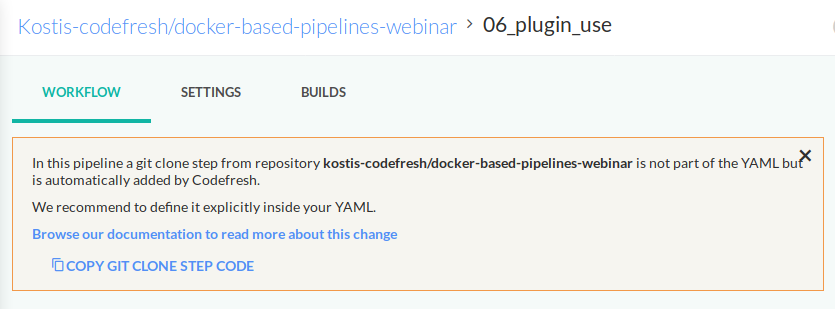 Kostis-codefresh/docker-based-pipelines-webinar > 06_plugin_use
WORKFLOW SETTINGS BUILDS
In this pipeline a git clone step from repository kostis-codefresh/docker-based-pipelines-webinar is not part of the YAML but
is automatically added by Codefresh.
We recommend to define it explicitly inside your YAML.
Browse our documentation to read more about this change
COPY GIT CLONE STEP CODE